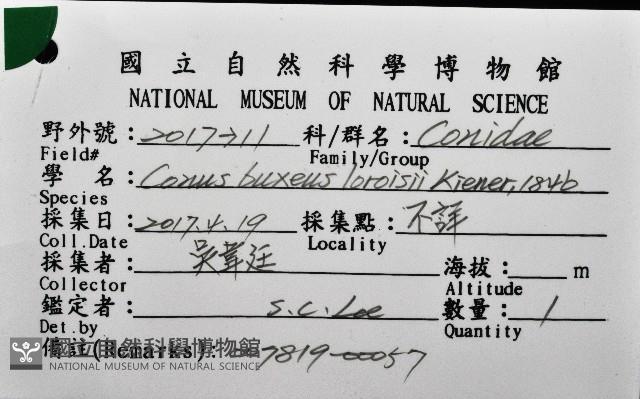 國立自然科學博物館
NATIONAL MUSEUM OF NATURAL SCIENCE
野外號：2017-711 科/群名：Conidae
Field# Family/Group
學 名：Conus buxeus loroisii Kiener, 1846
Species
採集日：2017.4.19 採集點：不詳
Coll.Date Locality
採集者：吳葦廷 海拔： m
Collector Altitude
鑑定者： S.C. Lee 數量： 1
Det.by Quantity
備註(Remarks): 7819-00057
國立自然科學博物館
NATIONAL MUSEUM OF NATURAL SCIENCE